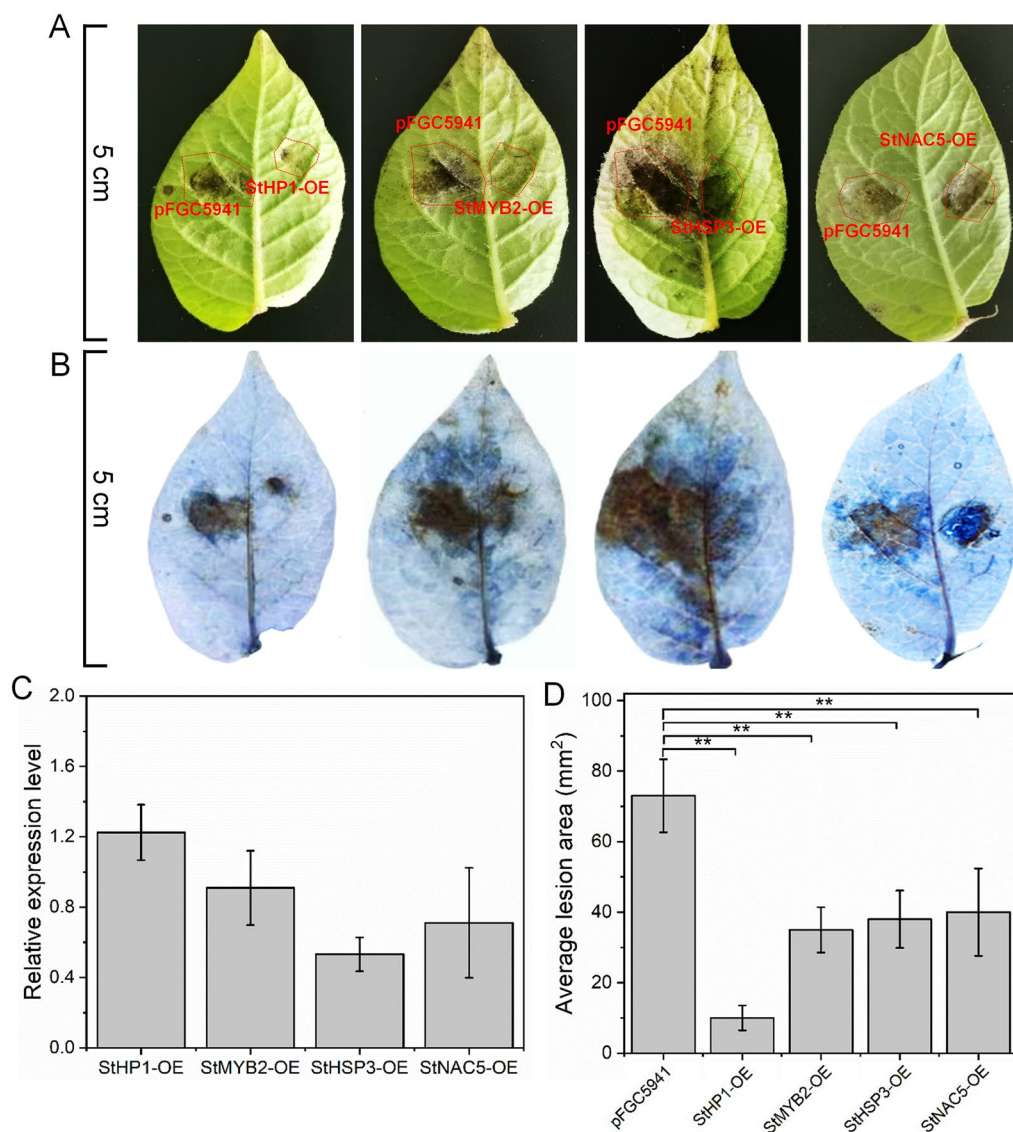 A
5 cm
pFGC5941
StHP1-OE
pFGC5941
StMYB2-OE
pFGC5941
StHSP3-OE
StNAC5-OE
pFGC5941
B
5 cm
C
2.0
1.6
1.2
0.8
0.4
0.0
Relative expression level
StHP1-OE StMYB2-OE StHSP3-OE StNAC5-OE
D
100
80
60
40
20
0
Average lesion area (mm²)
**
**
**
**
pFGC5941 StHP1-OE StMYB2-OE StHSP3-OE StNAC5-OE